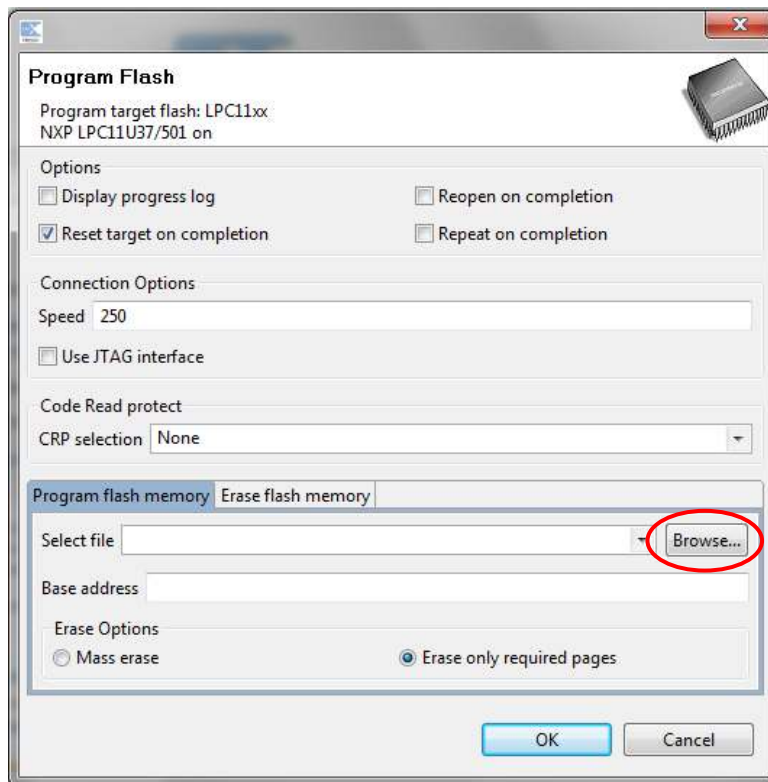 Program Flash
Program target flash: LPC11xx
NXP LPC11U37/501 on
Options
Display progress log
Reopen on completion
Reset target on completion
Repeat on completion
Connection Options
Speed 250
Use JTAG interface
Code Read protect
CRP selection None
Program flash memory Erase flash memory
Select file Browse...
Base address
Erase Options
Mass erase Erase only required pages
OK Cancel